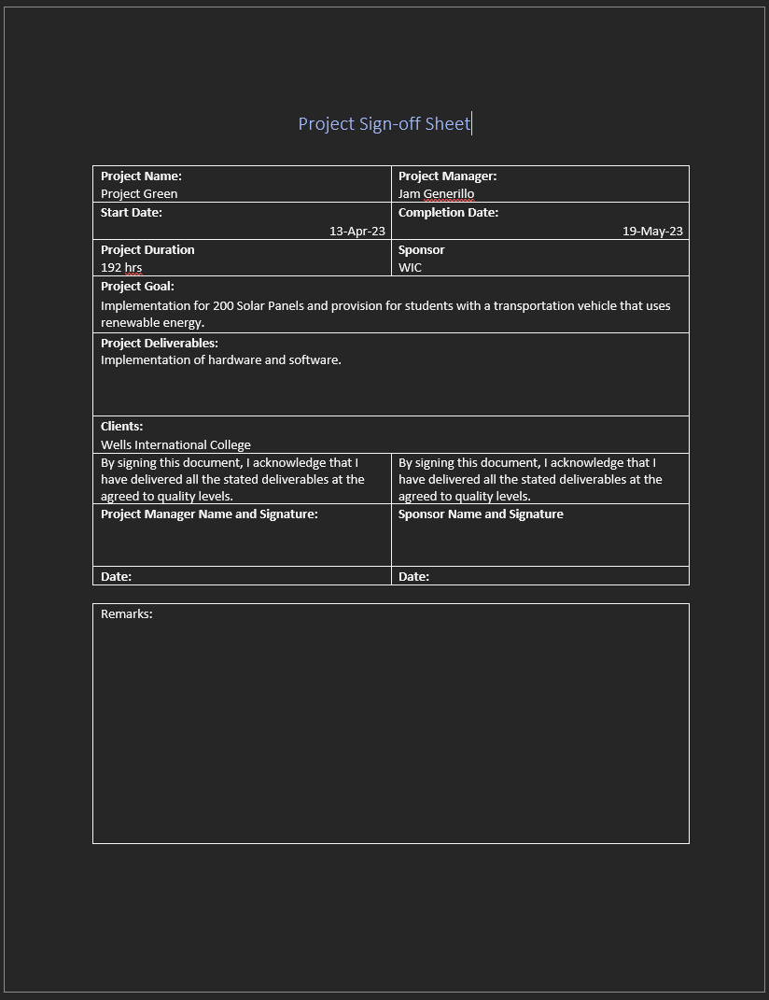 Project Sign-off Sheet
Project Name:
Project Green
Project Manager:
Jam Generillo
Start Date:
13-Apr-23
Completion Date:
19-May-23
Project Duration
192 hrs
Sponsor
WIC
Project Goal:
Implementation for 200 Solar Panels and provision for students with a transportation vehicle that uses
renewable energy.
Project Deliverables:
Implementation of hardware and software.
Clients:
Wells International College
By signing this document, I acknowledge that I
have delivered all the stated deliverables at the
agreed to quality levels.
By signing this document, I acknowledge that I
have delivered all the stated deliverables at the
agreed to quality levels.
Project Manager Name and Signature:
Sponsor Name and Signature
Date:
Date:
Remarks: